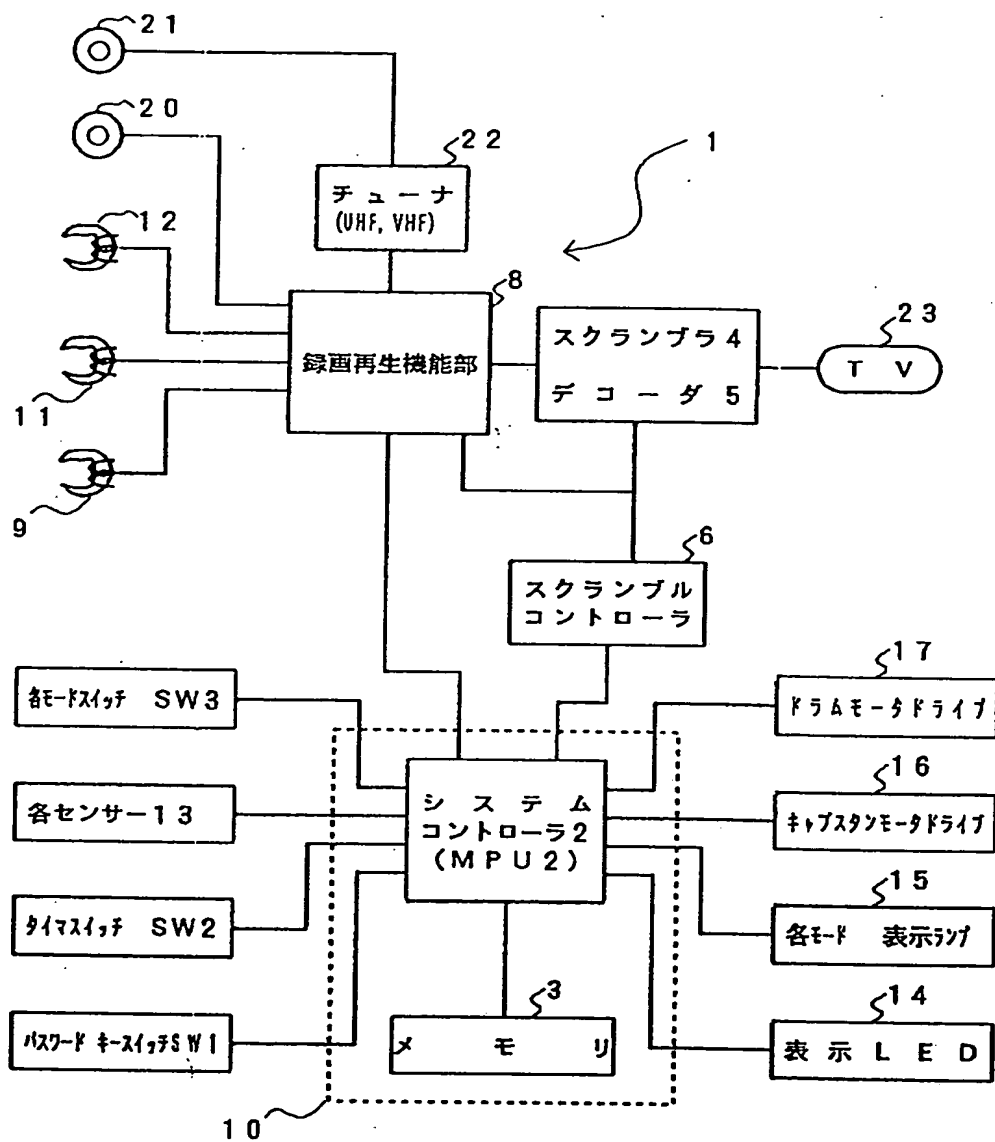 21
20
22
1
チューナ
(UHF, VHF)
12
8
録画再生機能部
スクランブラ4
デコーダ5
23
TV
11
9
6
スクランブル
コントローラ
各モードスイッチ SW3
17
ドラムモータドライブ
システム
コントローラ2
(MPU2)
各センサー13
16
キャプスタンモータドライブ
タイマスイッチ SW2
15
各モード 表示ランプ
3
メモリ
パスワード キースイッチSW1
14
表示LED
10